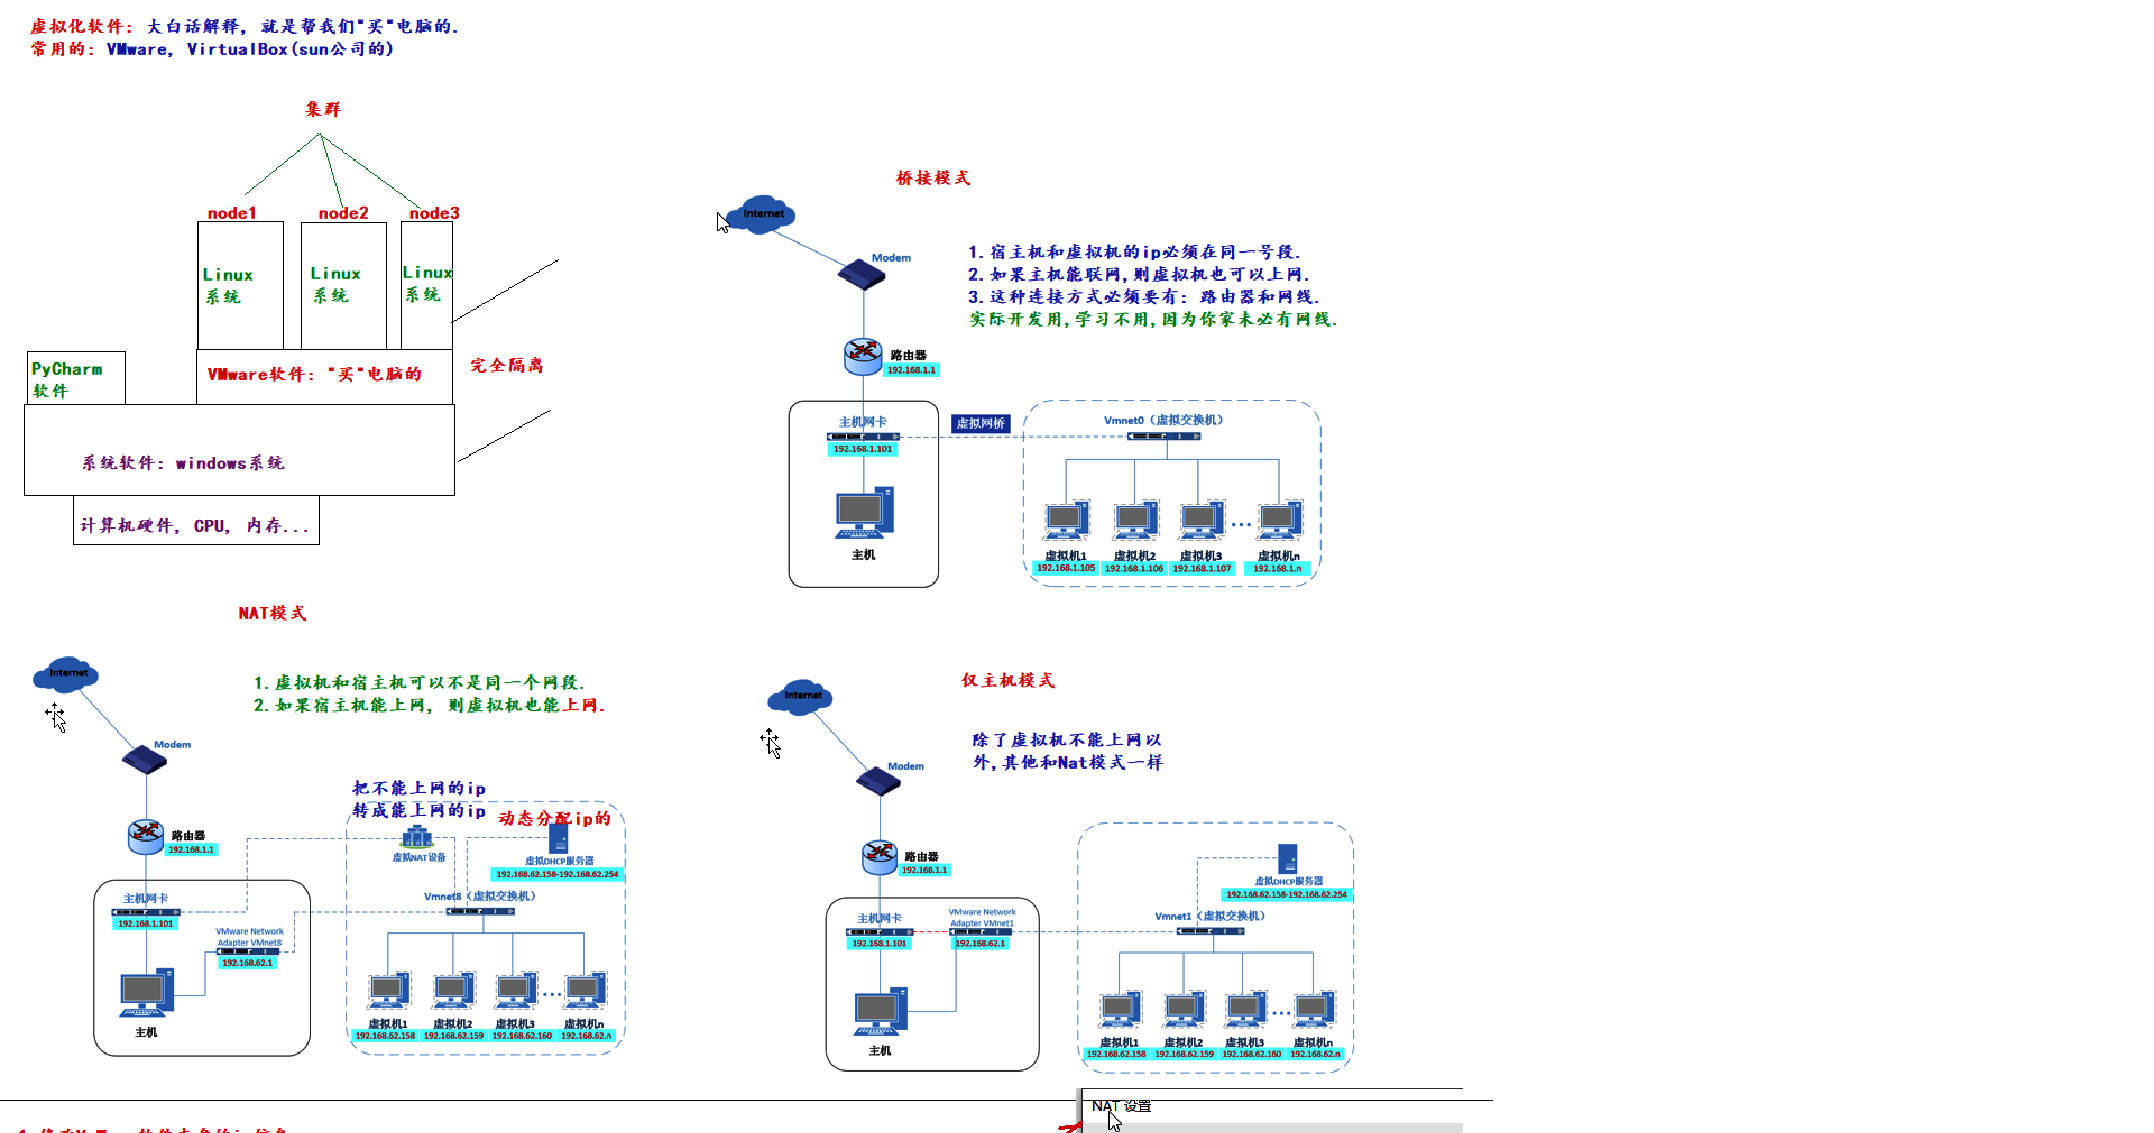 虚拟化软件: 大白话解释, 就是帮我们"买"电脑的.
常用的: VMware, VirtualBox(sun公司的)
集群
node1
node2
node3
Linux
系统
Linux
系统
Linux
系统
PyCharm
软件
VMware软件: "买"电脑的
完全隔离
系统软件: windows系统
计算机硬件, CPU, 内存...
桥接模式
Internet
Modem
1. 宿主机和虚拟机的ip必须在同一号段.
2. 如果主机能联网,则虚拟机也可以上网.
3. 这种连接方式必须要有: 路由器和网线.
实际开发用,学习不用,因为你家未必有网线.
路由器
192.168.1.1
主机网卡
192.168.1.101
虚拟网桥
Vmnet0（虚拟交换机）
主机
虚拟机1
虚拟机2
虚拟机3
虚拟机n
192.168.1.105
192.168.1.106
192.168.1.107
192.168.1.n
NAT模式
Internet
1. 虚拟机和宿主机可以不是同一个网段.
2. 如果宿主机能上网, 则虚拟机也能上网.
Modem
把不能上网的ip
转成能上网的ip
动态分配ip的
路由器
192.168.1.1
虚拟NAT设备
虚拟DHCP服务器
192.168.62.158-192.168.62.254
主机网卡
192.168.1.101
VMware Network
Adapter VMnet8
192.168.62.1
Vmnet8（虚拟交换机）
主机
虚拟机1
虚拟机2
虚拟机3
虚拟机n
192.168.62.158
192.168.62.159
192.168.62.160
192.168.62.n
仅主机模式
Internet
除了虚拟机不能上网以
外,其他和Nat模式一样
Modem
路由器
192.168.1.1
虚拟DHCP服务器
192.168.62.158-192.168.62.254
主机网卡
192.168.1.101
VMware Network
Adapter VMnet1
192.168.62.1
Vmnet1（虚拟交换机）
主机
虚拟机1
虚拟机2
虚拟机3
虚拟机n
192.168.62.158
192.168.62.159
192.168.62.160
192.168.62.n
NAT 设置